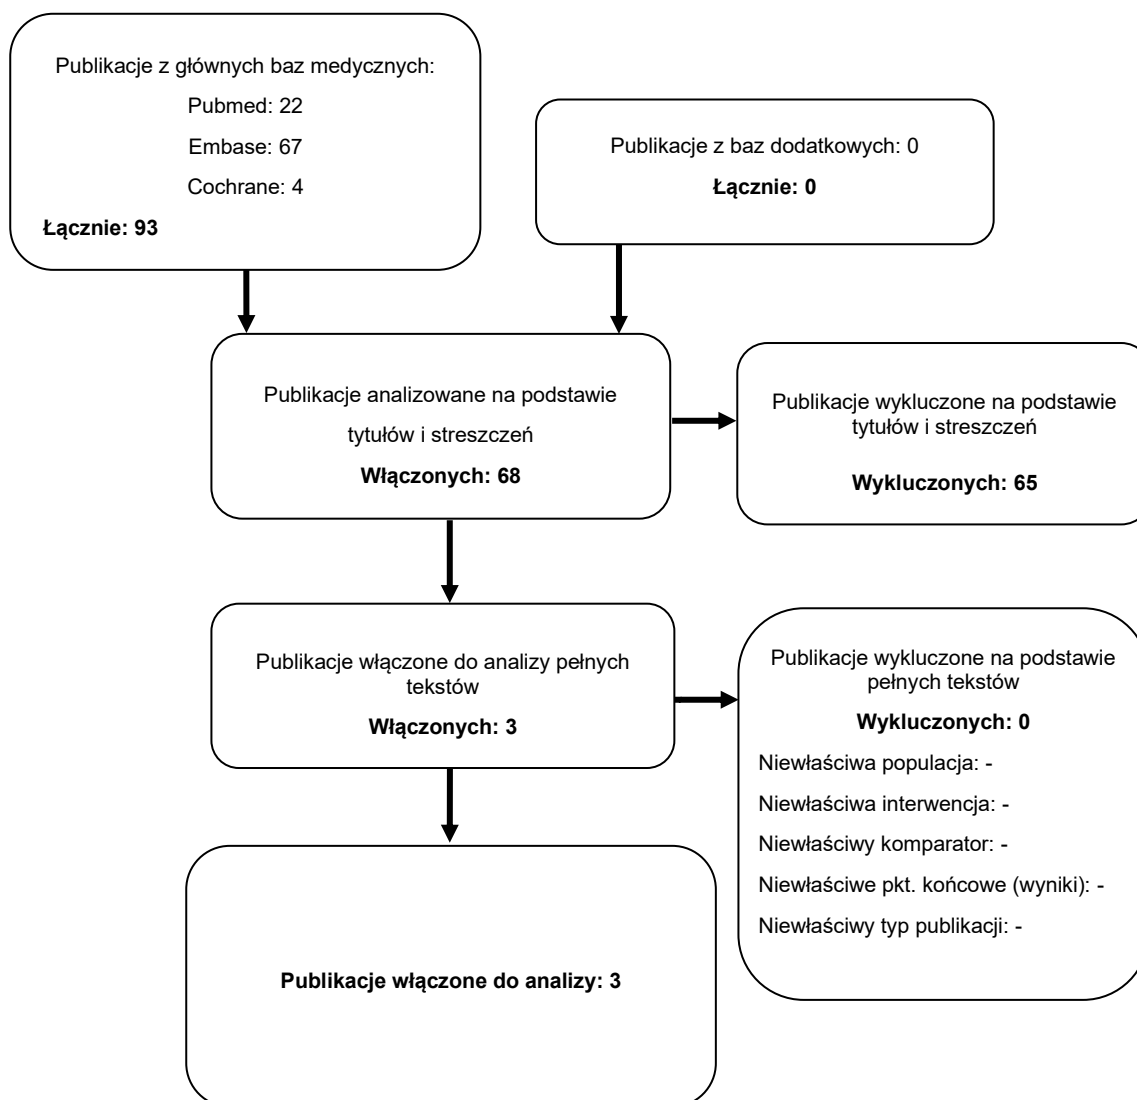 Publikacje z głównych baz medycznych:
Pubmed: 22
Embase: 67
Cochrane: 4
Łącznie: 93
Publikacje z baz dodatkowych: 0
Łącznie: 0
Publikacje analizowane na podstawie
tytułów i streszczeń
Włączonych: 68
Publikacje wykluczone na podstawie
tytułów i streszczeń
Wykluczonych: 65
Publikacje włączone do analizy pełnych
tekstów
Włączonych: 3
Publikacje wykluczone na podstawie
pełnych tekstów
Wykluczonych: 0
Niewłaściwa populacja: -
Niewłaściwa interwencja: -
Niewłaściwy komparator: -
Niewłaściwe pkt. końcowe (wyniki): -
Niewłaściwy typ publikacji: -
Publikacje włączone do analizy: 3